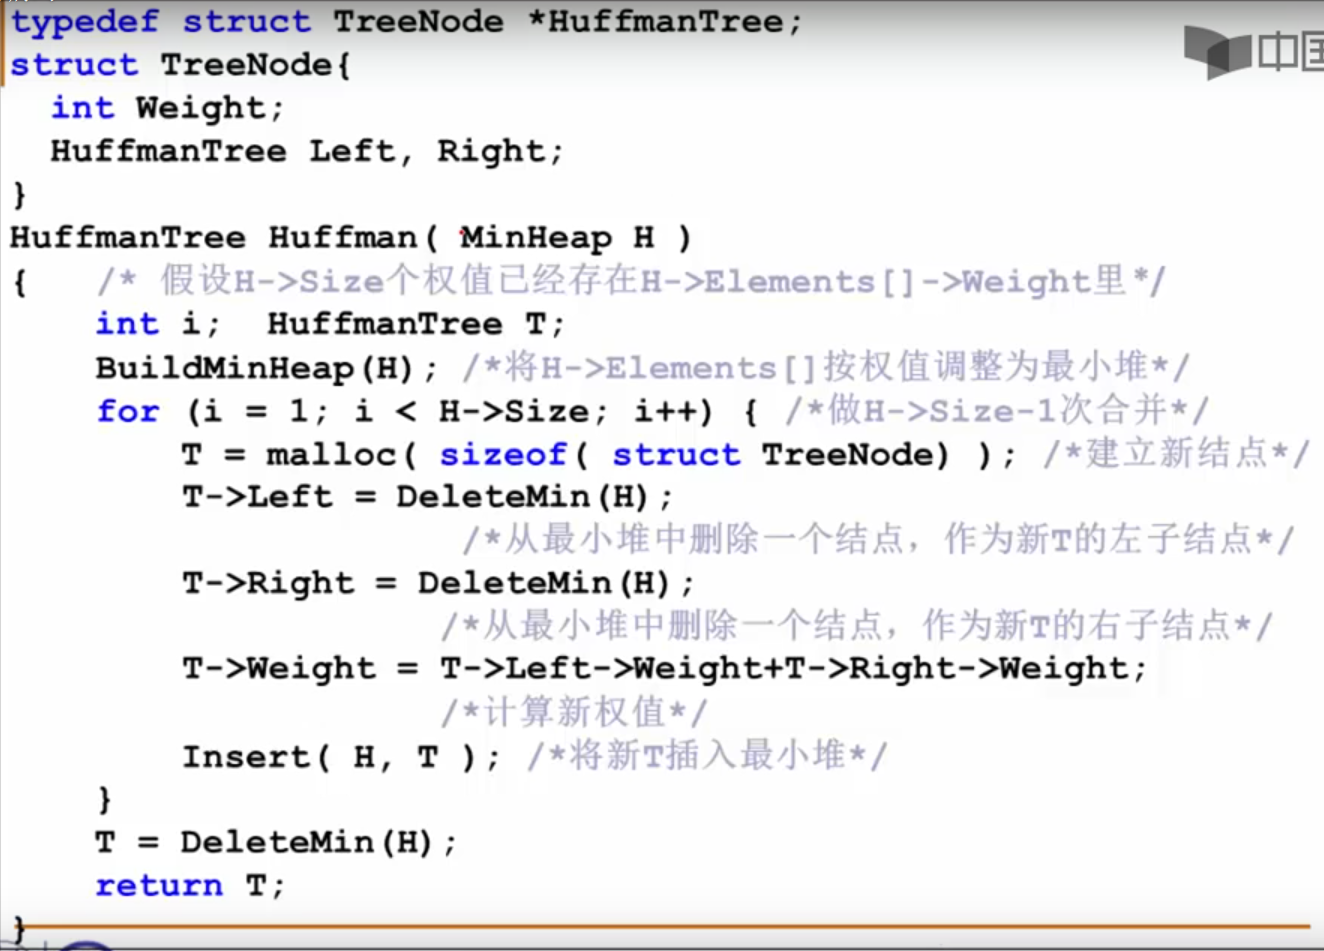 typedef struct TreeNode *HuffmanTree;
struct TreeNode{
int Weight;
HuffmanTree Left, Right;
}
HuffmanTree Huffman( MinHeap H )
{ /* 假设H->Size个权值已经存在H->Elements[]->Weight里*/
int i; HuffmanTree T;
BuildMinHeap(H); /*将H->Elements[]按权值调整为最小堆*/
for (i = 1; i < H->Size; i++) { /*做H->Size-1次合并*/
T = malloc( sizeof( struct TreeNode) ); /*建立新结点*/
T->Left = DeleteMin(H);
/*从最小堆中删除一个结点，作为新T的左子结点*/
T->Right = DeleteMin(H);
/*从最小堆中删除一个结点，作为新T的右子结点*/
T->Weight = T->Left->Weight+T->Right->Weight;
/*计算新权值*/
Insert( H, T ); /*将新T插入最小堆*/
}
T = DeleteMin(H);
return T;
}
中